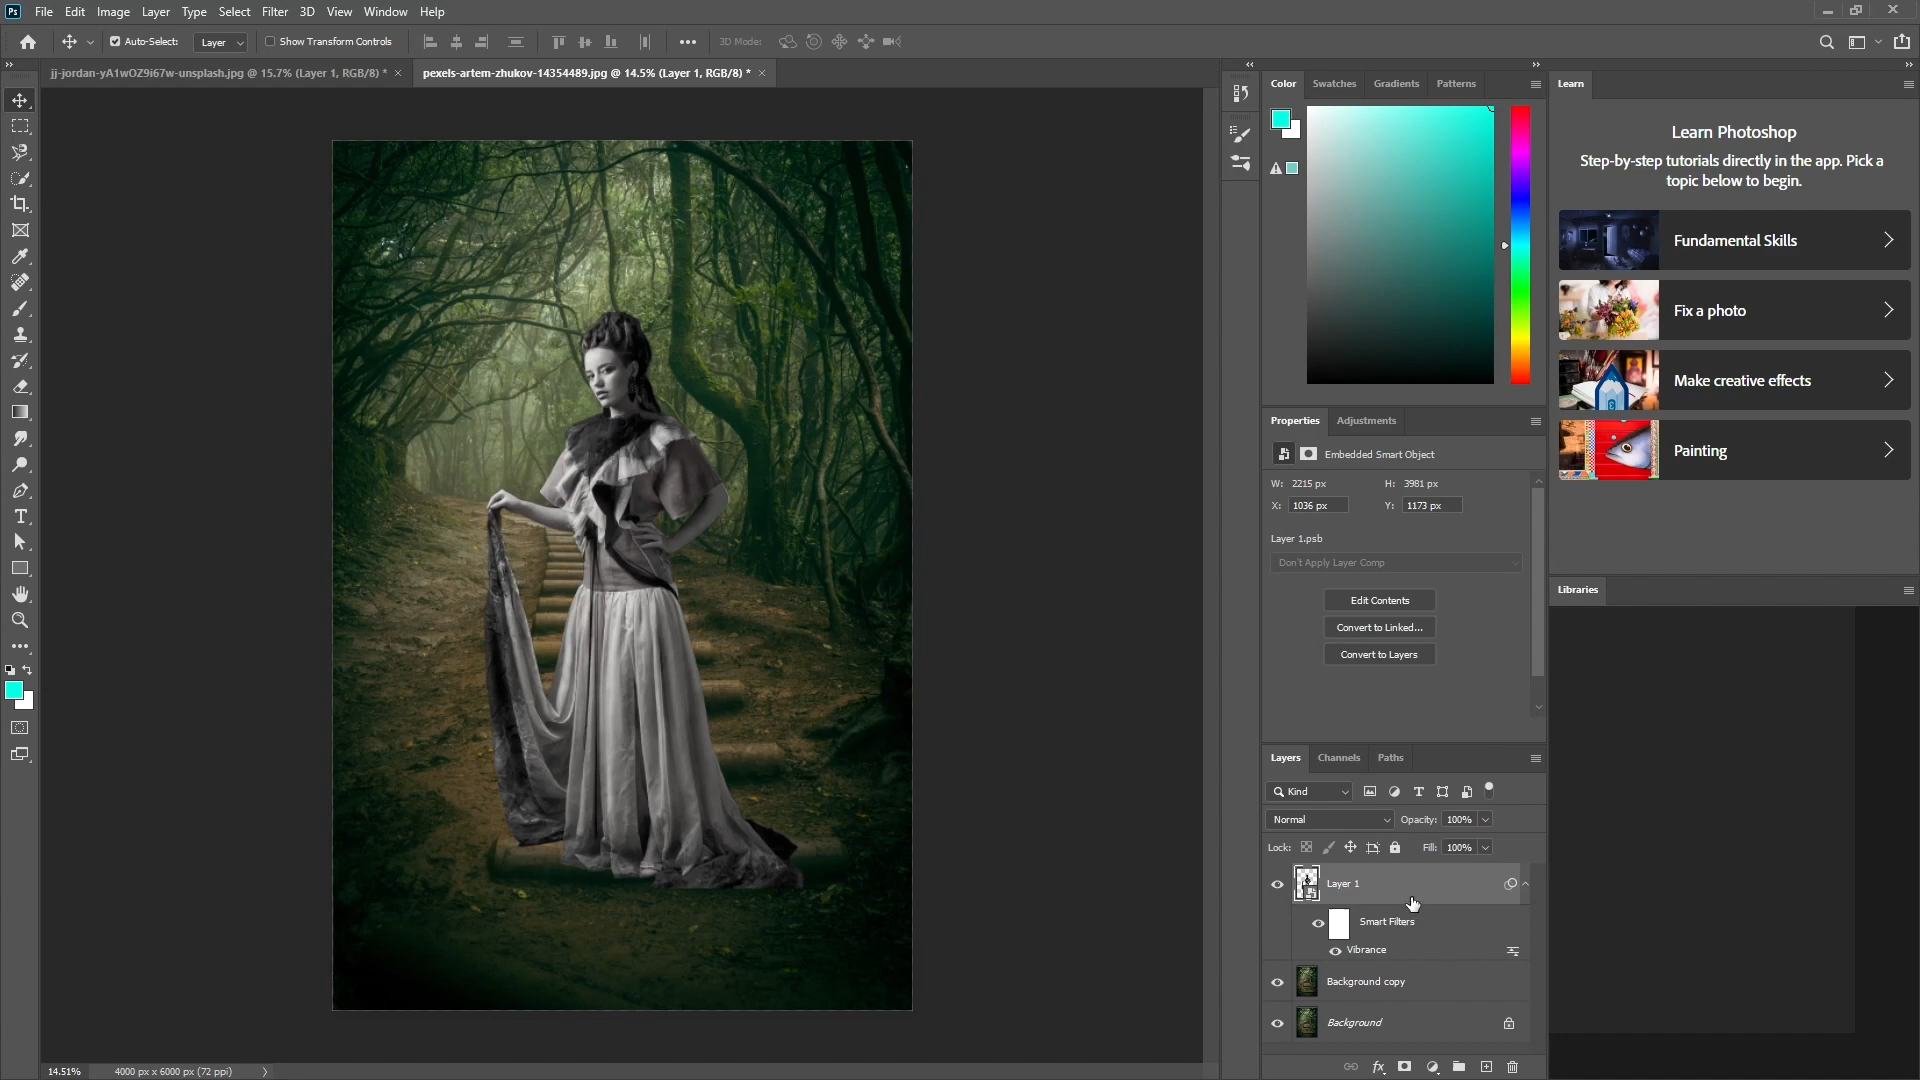 Ps File Edit Image Layer Type Select Filter 3D View Window Help
Auto-Select: Layer Show Transform Controls 3D Mode:
jj-jordan-yA1wOZ9i67w-unsplash.jpg @ 15.7% (Layer 1, RGB/8) * pexels-artem-zhukov-14354489.jpg @ 14.5% (Layer 1, RGB/8) *
Color Swatches Gradients Patterns
Learn
Learn Photoshop
Step-by-step tutorials directly in the app. Pick a
topic below to begin.
Fundamental Skills
Fix a photo
Make creative effects
Painting
Properties Adjustments
Embedded Smart Object
W: 2215 px H: 3981 px
X: 1036 px Y: 1173 px
Layer 1.psb
Don't Apply Layer Comp
Edit Contents
Convert to Linked...
Convert to Layers
Libraries
Layers Channels Paths
Kind
Normal Opacity: 100%
Lock: Fill: 100%
Layer 1
Smart Filters
Vibrance
Background copy
Background
fx
14.51% 4000 px x 6000 px (72 ppi)